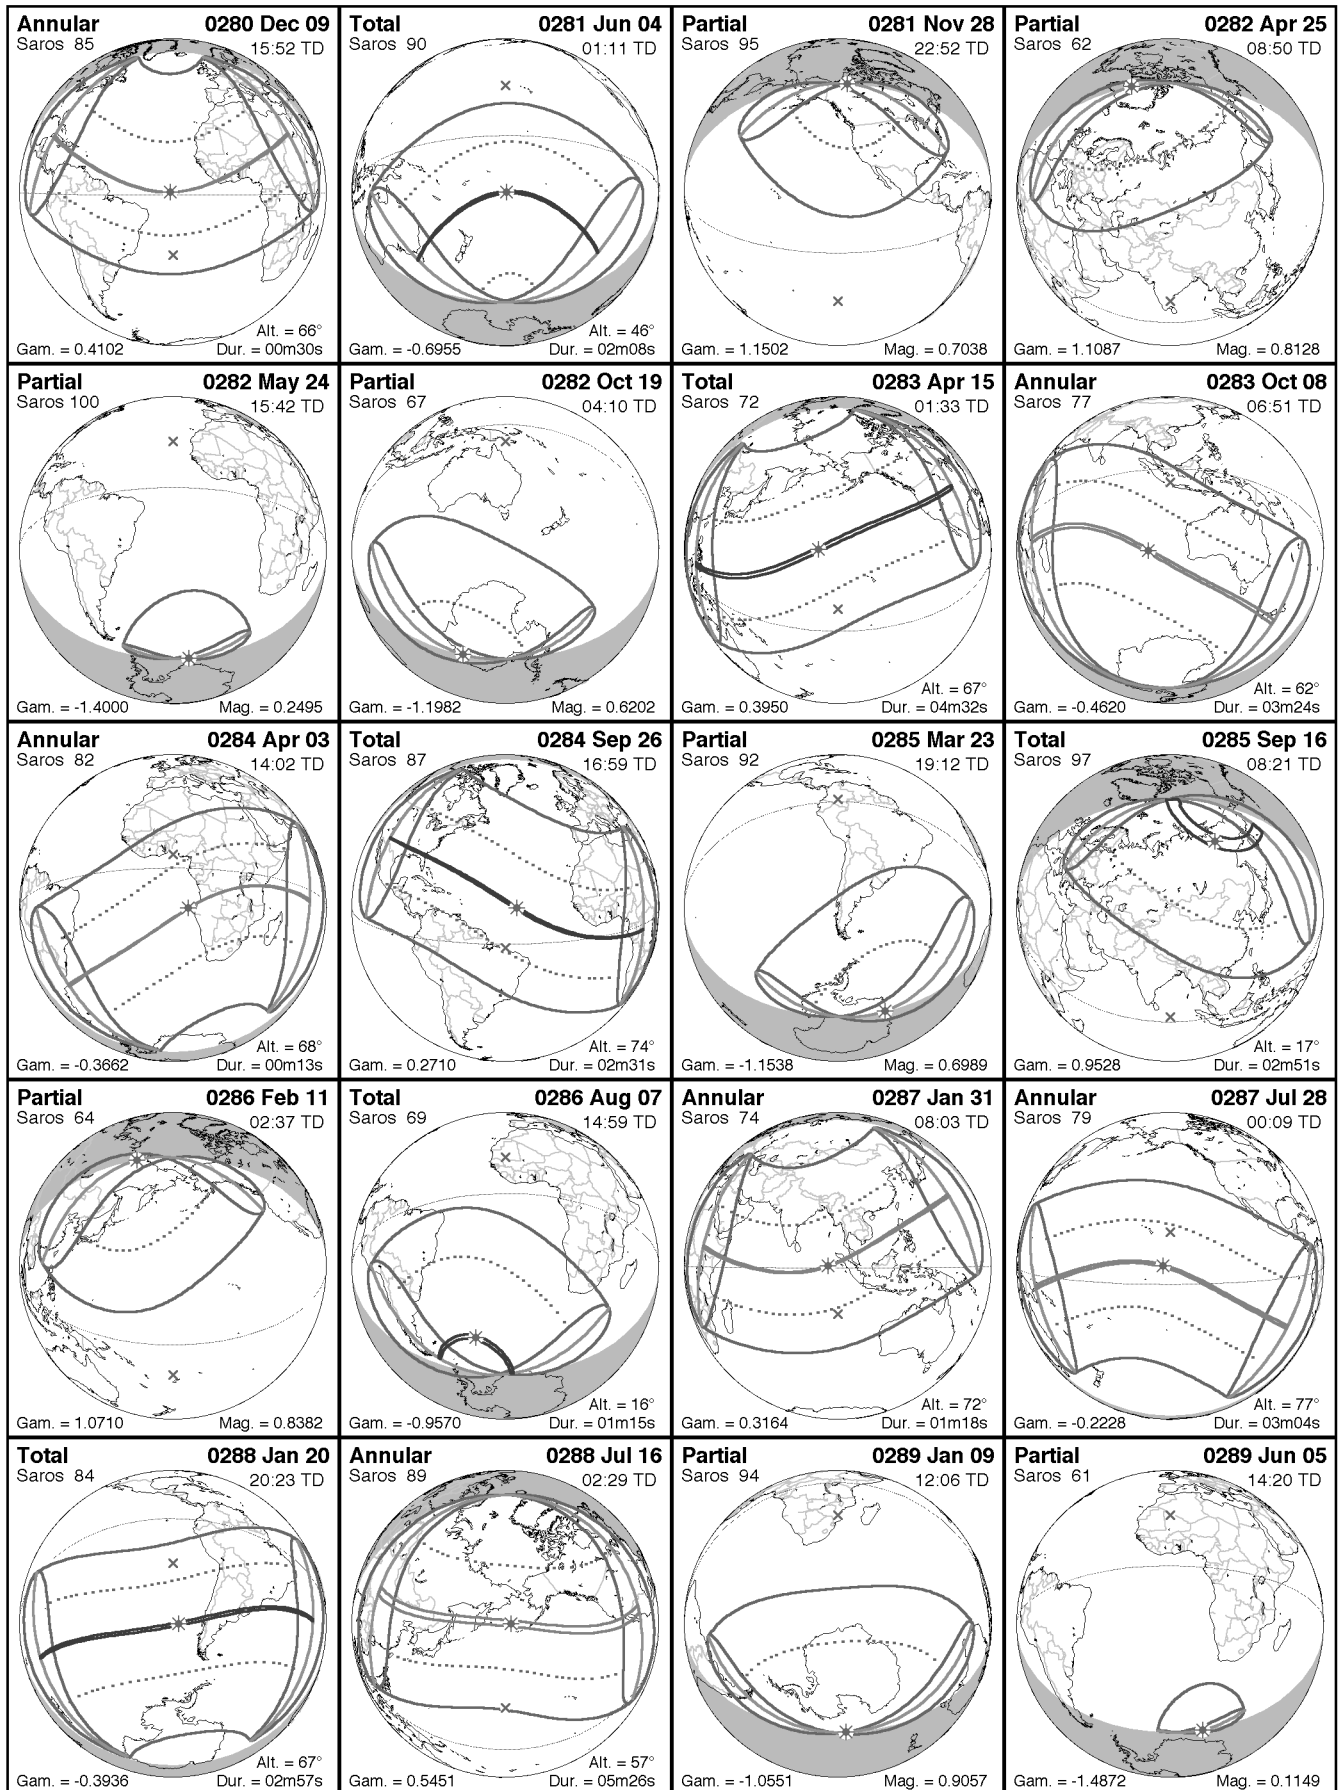 Annular 0280 Dec 09
Saros 85 15:52 TD
Alt. = 66°
Gam. = 0.4102 Dur. = 00m30s
Total 0281 Jun 04
Saros 90 01:11 TD
Alt. = 46°
Gam. = -0.6955 Dur. = 02m08s
Partial 0281 Nov 28
Saros 95 22:52 TD
Gam. = 1.1502 Mag. = 0.7038
Partial 0282 Apr 25
Saros 62 08:50 TD
Gam. = 1.1087 Mag. = 0.8128
Partial 0282 May 24
Saros 100 15:42 TD
Gam. = -1.4000 Mag. = 0.2495
Partial 0282 Oct 19
Saros 67 04:10 TD
Gam. = -1.1982 Mag. = 0.6202
Total 0283 Apr 15
Saros 72 01:33 TD
Alt. = 67°
Gam. = 0.3950 Dur. = 04m32s
Annular 0283 Oct 08
Saros 77 06:51 TD
Alt. = 62°
Gam. = -0.4620 Dur. = 03m24s
Annular 0284 Apr 03
Saros 82 14:02 TD
Alt. = 68°
Gam. = -0.3662 Dur. = 00m13s
Total 0284 Sep 26
Saros 87 16:59 TD
Alt. = 74°
Gam. = 0.2710 Dur. = 02m31s
Partial 0285 Mar 23
Saros 92 19:12 TD
Gam. = -1.1538 Mag. = 0.6989
Total 0285 Sep 16
Saros 97 08:21 TD
Alt. = 17°
Gam. = 0.9528 Dur. = 02m51s
Partial 0286 Feb 11
Saros 64 02:37 TD
Gam. = 1.0710 Mag. = 0.8382
Total 0286 Aug 07
Saros 69 14:59 TD
Alt. = 16°
Gam. = -0.9570 Dur. = 01m15s
Annular 0287 Jan 31
Saros 74 08:03 TD
Alt. = 72°
Gam. = 0.3164 Dur. = 01m18s
Annular 0287 Jul 28
Saros 79 00:09 TD
Alt. = 77°
Gam. = -0.2228 Dur. = 03m04s
Total 0288 Jan 20
Saros 84 20:23 TD
Alt. = 67°
Gam. = -0.3936 Dur. = 02m57s
Annular 0288 Jul 16
Saros 89 02:29 TD
Alt. = 57°
Gam. = 0.5451 Dur. = 05m26s
Partial 0289 Jan 09
Saros 94 12:06 TD
Gam. = -1.0551 Mag. = 0.9057
Partial 0289 Jun 05
Saros 61 14:20 TD
Gam. = -1.4872 Mag. = 0.1149